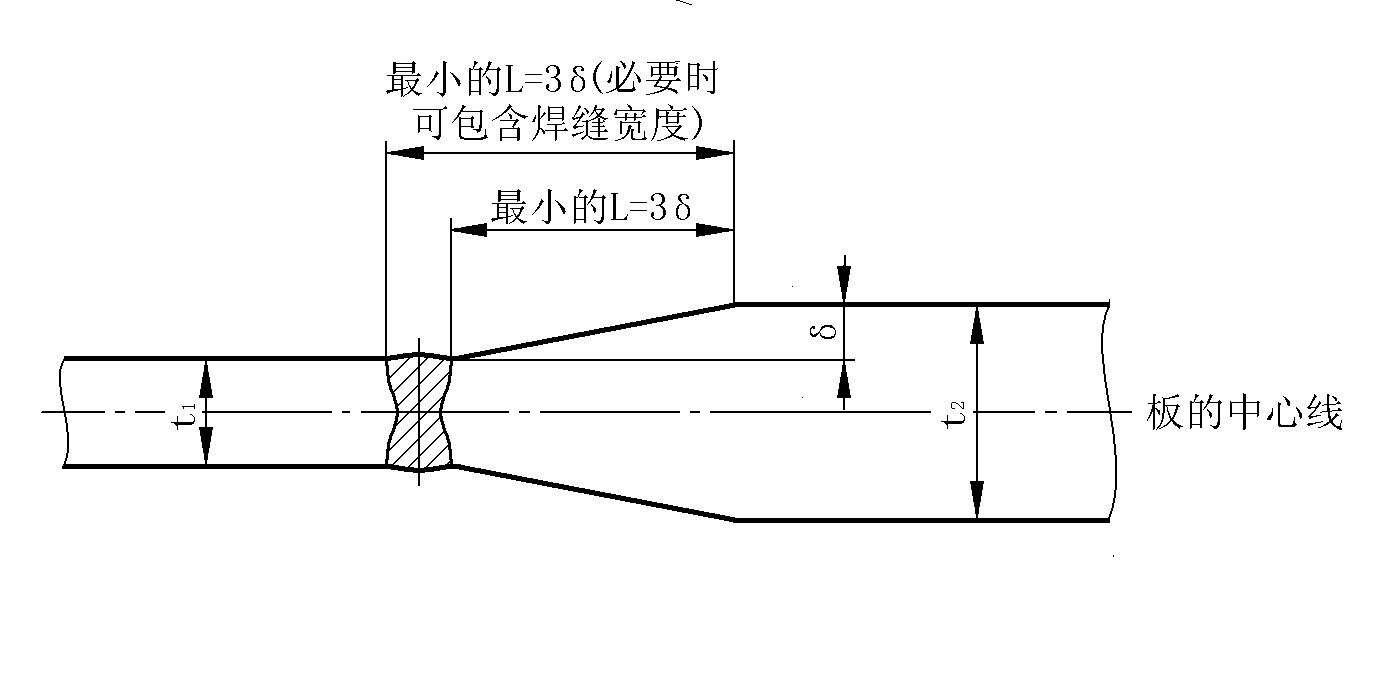 最小的L=3δ(必要时
可包含焊缝宽度)
最小的L=3δ
δ
t₁
t₂
板的中心线